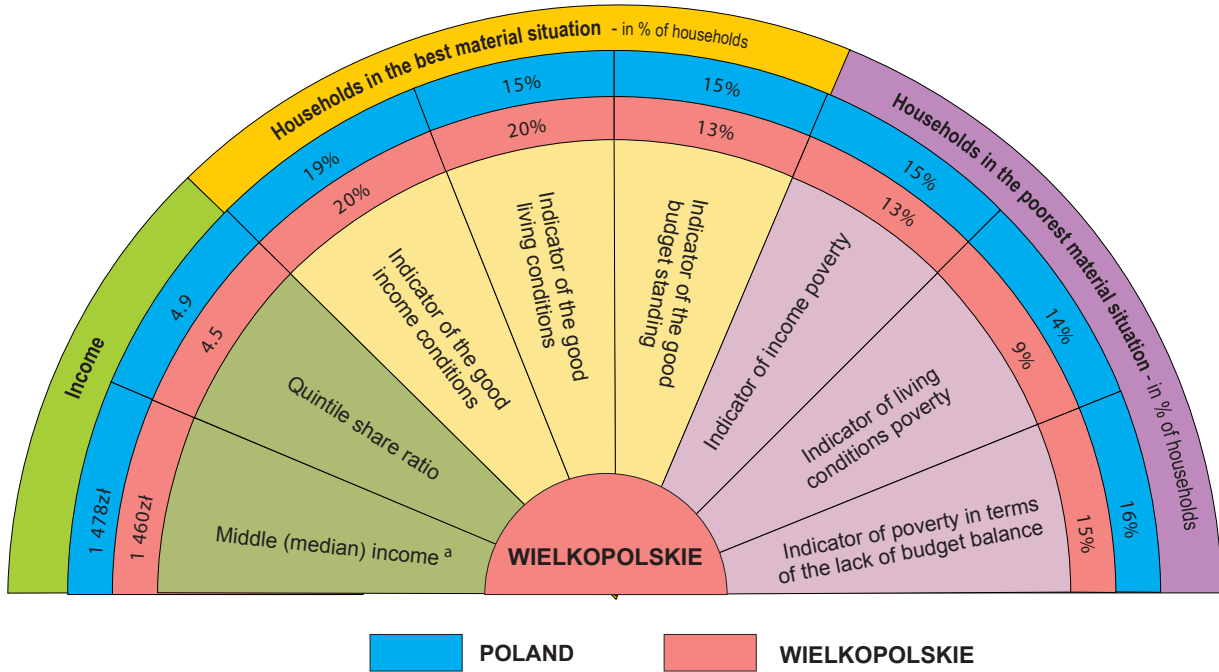 Income
Households in the best material situation - in % of households
Households in the poorest material situation - in % of households
1 478zł
4.9
19%
15%
15%
15%
14%
16%
1 460zł
4.5
20%
20%
13%
13%
9%
15%
Middle (median) income a
Quintile share ratio
Indicator of the good
income conditions
Indicator of the good
living conditions
Indicator of the good
budget standing
Indicator of income poverty
Indicator of living
conditions poverty
Indicator of poverty in terms
of the lack of budget balance
WIELKOPOLSKIE
POLAND
WIELKOPOLSKIE